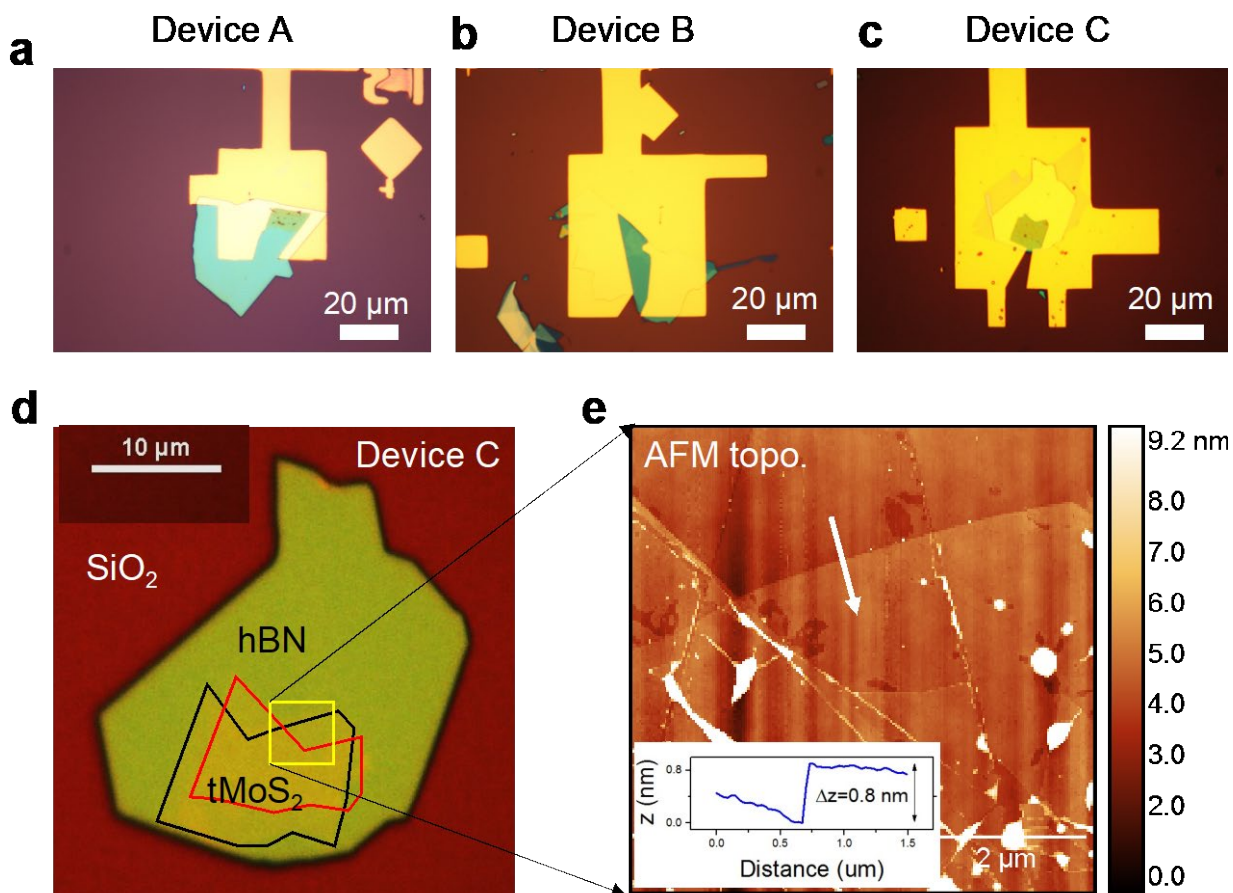 Device A
Device B
Device C
a
b
c
20 μm
20 μm
20 μm
d
e
10 μm
Device C
SiO₂
hBN
tMoS₂
AFM topo.
9.2 nm
8.0
7.0
6.0
5.0
4.0
3.0
2.0
0.0
z (nm)
0.8
0.0
Δz=0.8 nm
0.0
0.5
1.0
1.5
Distance (um)
2 μm